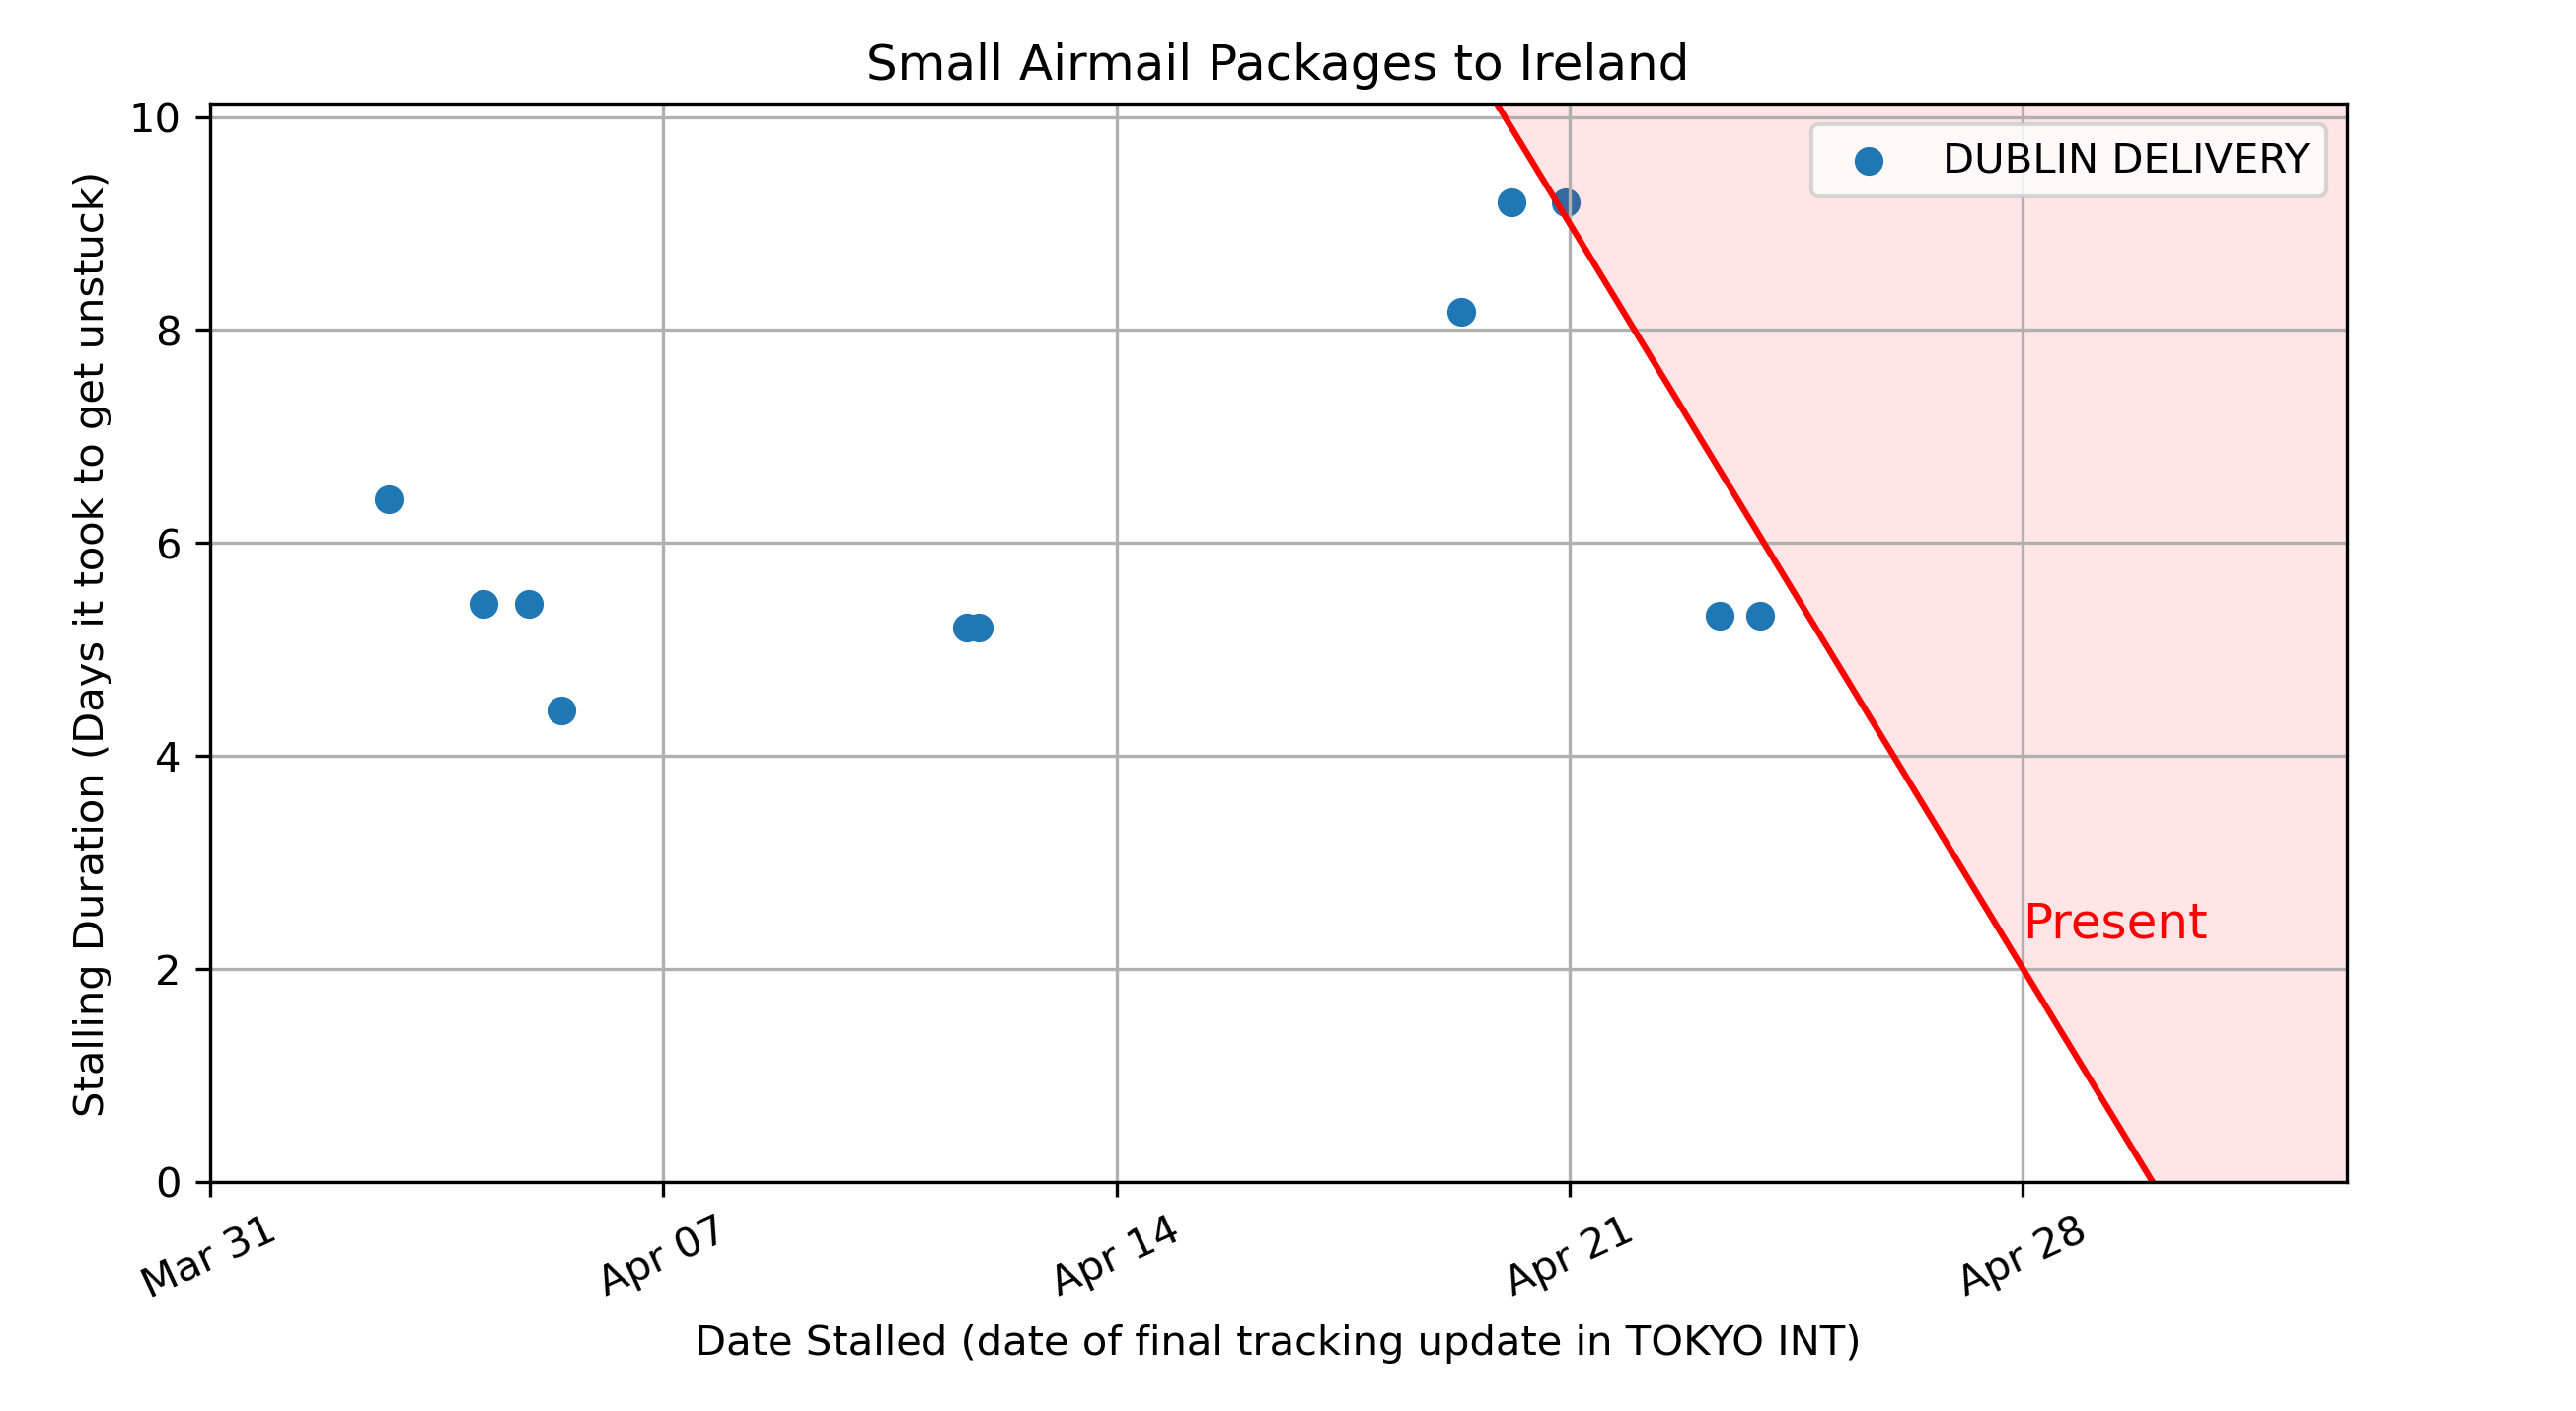 Small Airmail Packages to Ireland
Stalling Duration (Days it took to get unstuck)
10
8
6
4
2
0
DUBLIN DELIVERY
Present
Mar 31
Apr 07
Apr 14
Apr 21
Apr 28
Date Stalled (date of final tracking update in TOKYO INT)